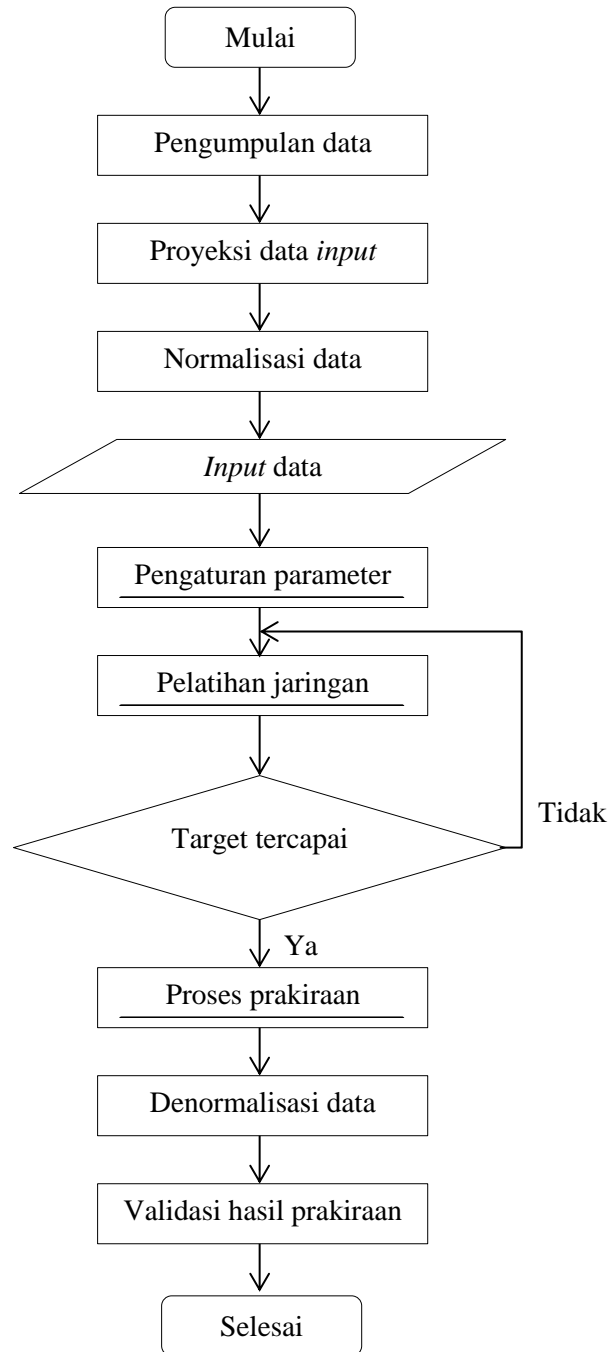 Mulai
Pengumpulan data
Proyeksi data input
Normalisasi data
Input data
Pengaturan parameter
Pelatihan jaringan
Target tercapai
Tidak
Ya
Proses prakiraan
Denormalisasi data
Validasi hasil prakiraan
Selesai